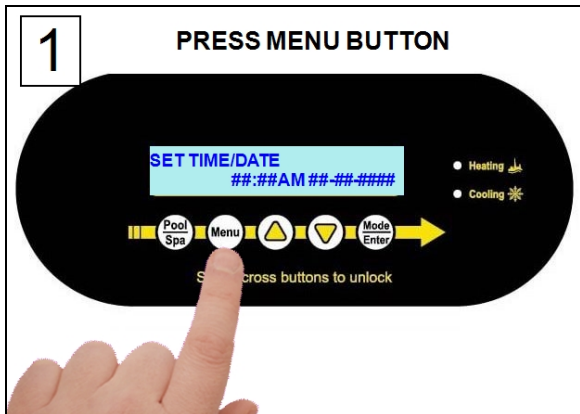 1
PRESS MENU BUTTON
SET TIME/DATE
##:##AM ##-##-####
Heating
Cooling
Pool
Spa
Menu
Mode
Enter
cross buttons to unlock